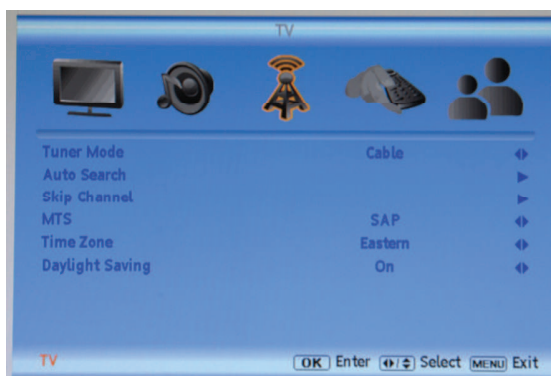 TV
Tuner Mode Cable
Auto Search
Skip Channel
MTS SAP
Time Zone Eastern
Daylight Saving On
TV OK Enter Select MENU Exit